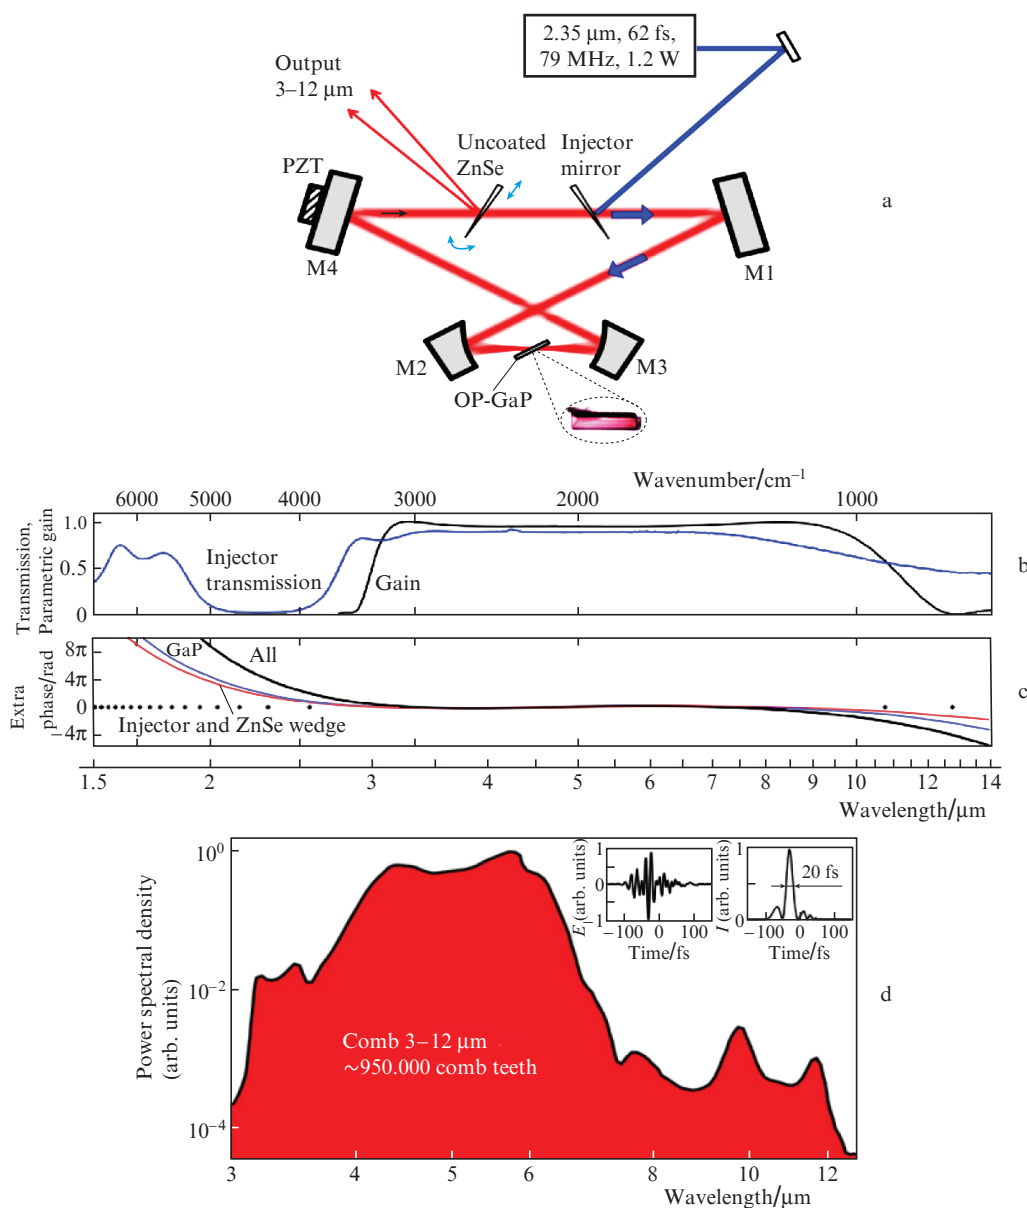 2.35 μm, 62 fs,
79 MHz, 1.2 W
Output
3–12 μm
Uncoated
ZnSe
Injector
mirror
PZT
a
M4
M1
M2
M3
OP-GaP
Wavenumber/cm⁻¹
6000 5000 4000 3000 2000 1000
Transmission,
Parametric gain
1.0
0.5
0
Injector
transmission
Gain
b
Extra
phase/rad
8π
4π
0
−4π
GaP
All
Injector and ZnSe wedge
c
1.5 2 3 4 5 6 7 8 9 10 12 14
Wavelength/μm
Power spectral density
(arb. units)
10⁰
10⁻²
10⁻⁴
E, (arb. units)
1
0
−1
−100 0 100
Time/fs
I (arb. units)
1
0
20 fs
−100 0 100
Time/fs
d
Comb 3–12 μm
~950.000 comb teeth
3 4 5 6 8 10 12
Wavelength/μm